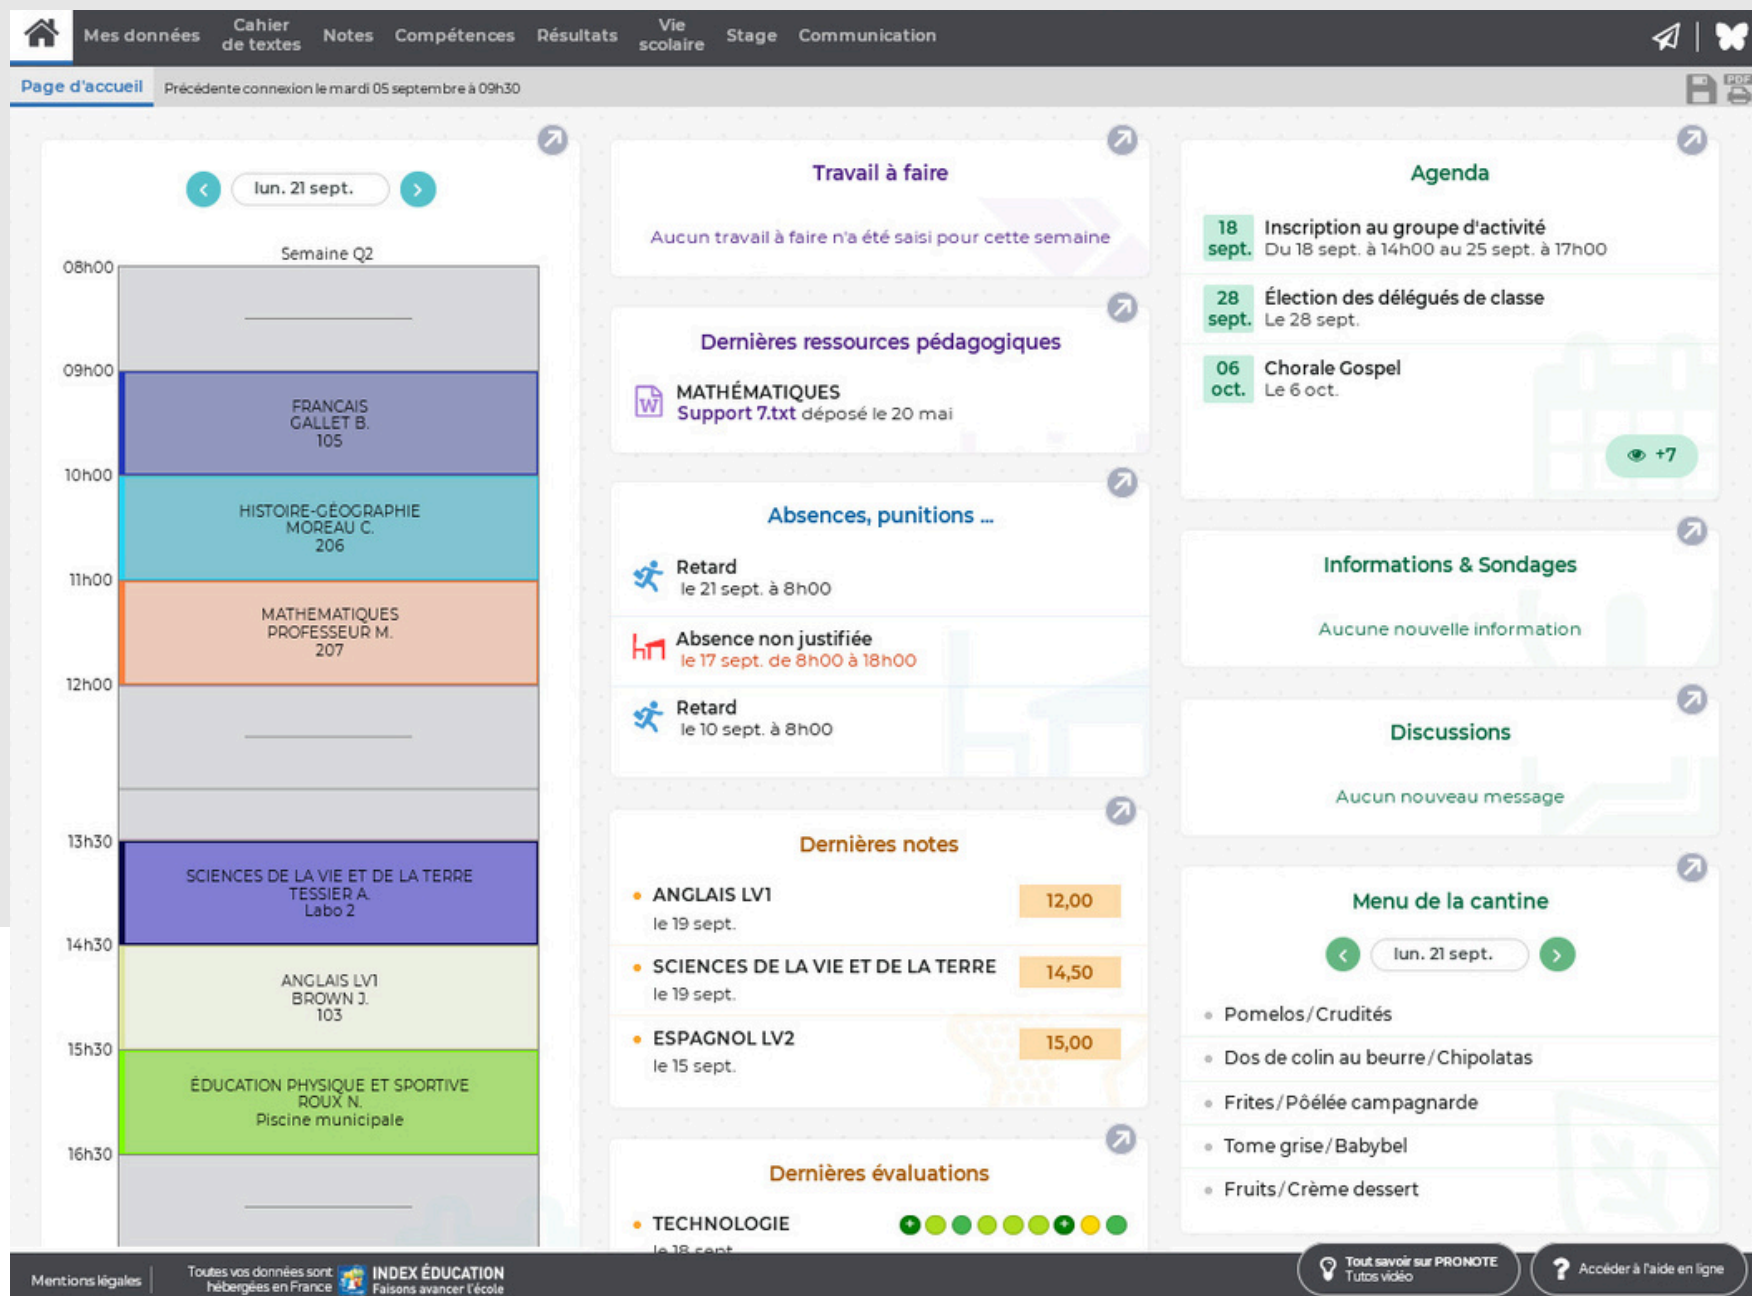 Mes données
Cahier
de textes
Notes
Compétences
Résultats
Vie
scolaire
Stage
Communication
Page d'accueil
Précédente connexion le mardi 05 septembre à 09h30
PDF
lun. 21 sept.
Semaine Q2
08h00
09h00
FRANCAIS
GALLET B.
105
10h00
HISTOIRE-GÉOGRAPHIE
MOREAU C.
206
11h00
MATHEMATIQUES
PROFESSEUR M.
207
12h00
13h30
SCIENCES DE LA VIE ET DE LA TERRE
TESSIER A.
Labo 2
14h30
ANGLAIS LV1
BROWN J.
103
15h30
ÉDUCATION PHYSIQUE ET SPORTIVE
ROUX N.
Piscine municipale
16h30
Travail à faire
Aucun travail à faire n'a été saisi pour cette semaine
Dernières ressources pédagogiques
W
MATHÉMATIQUES
Support 7.txt déposé le 20 mai
Absences, punitions ...
Retard
le 21 sept. à 8h00
Absence non justifiée
le 17 sept. de 8h00 à 18h00
Retard
le 10 sept. à 8h00
Dernières notes
ANGLAIS LV1
12,00
le 19 sept.
SCIENCES DE LA VIE ET DE LA TERRE
14,50
le 19 sept.
ESPAGNOL LV2
15,00
le 15 sept.
Dernières évaluations
TECHNOLOGIE
le 18 sept.
Agenda
18
sept.
Inscription au groupe d'activité
Du 18 sept. à 14h00 au 25 sept. à 17h00
28
sept.
Élection des délégués de classe
Le 28 sept.
06
oct.
Chorale Gospel
Le 6 oct.
+7
Informations & Sondages
Aucune nouvelle information
Discussions
Aucun nouveau message
Menu de la cantine
lun. 21 sept.
Pomelos/Crudités
Dos de colin au beurre/Chipolatas
Frites/Pôélée campagnarde
Tome grise/Babybel
Fruits/Crème dessert
Mentions légales
Toutes vos données sont
hébergées en France
INDEX ÉDUCATION
Faisons avancer l'école
Tout savoir sur PRONOTE
Tutos vidéo
? Accéder à l'aide en ligne